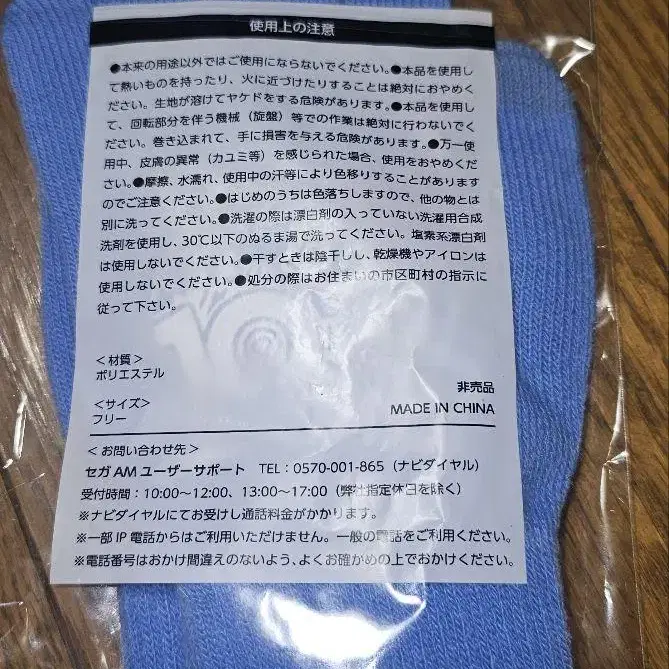 使用上の注意
●本来の用途以外ではご使用にならないでください。●本品を使用し
て熱いものを持ったり、火に近づけたりすることは絶対におやめく
ださい。生地が溶けてヤケドをする危険があります。●本品を使用し
て、回転部分を伴う機械（旋盤）等での作業は絶対に行わないでく
ださい。巻き込まれて、手に損害を与える危険があります。●万一使
用中、皮膚の異常（カユミ等）を感じられた場合、使用をおやめくだ
さい。●摩擦、水濡れ、使用中の汗等により色移りすることがあります
のでご注意ください。●はじめのうちは色落ちしますので、他の物とは
別に洗ってください。●洗濯の際は漂白剤の入っていない洗濯用合成
洗剤を使用し、30℃以下のぬるま湯で洗ってください。塩素系漂白剤
は使用しないでください。●干すときは陰干しし、乾燥機やアイロンは
使用しないでください。●処分の際はお住まいの市区町村の指示に
従って下さい。
＜材質＞
ポリエステル
＜サイズ＞
フリー
非売品
MADE IN CHINA
＜お問い合わせ先＞
セガ AM ユーザーサポート　TEL：0570-001-865（ナビダイヤル）
受付時間：10:00～12:00、13:00～17:00（弊社指定休日を除く）
※ナビダイヤルにてお受けし通話料金がかかります。
※一部 IP 電話からはご利用いただけません。一般の電話をご利用ください。
※電話番号はおかけ間違えのないよう、よくお確かめの上でおかけください。